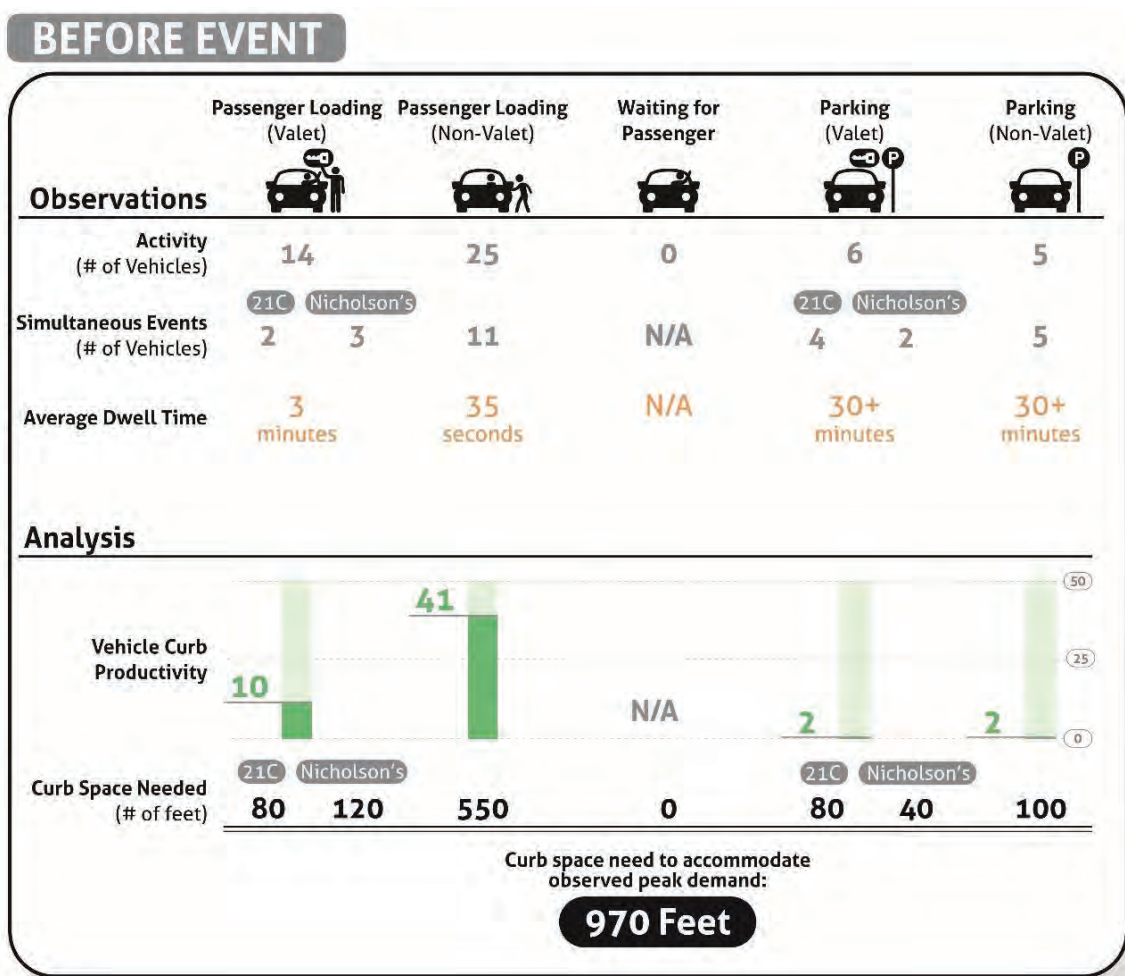 BEFORE EVENT
Passenger Loading Passenger Loading Waiting for Parking Parking
(Valet) (Non-Valet) Passenger (Valet) (Non-Valet)
P P
Observations
Activity
(# of Vehicles)
14 25 0 6 5
21C Nicholson's 21C Nicholson's
Simultaneous Events
(# of Vehicles)
2 3 11 N/A 4 2 5
Average Dwell Time
3 35 N/A 30+ 30+
minutes seconds minutes minutes
Analysis
50
41
Vehicle Curb
Productivity
25
10 N/A 2 2
0
21C Nicholson's 21C Nicholson's
Curb Space Needed
(# of feet)
80 120 550 0 80 40 100
Curb space need to accommodate
observed peak demand:
970 Feet